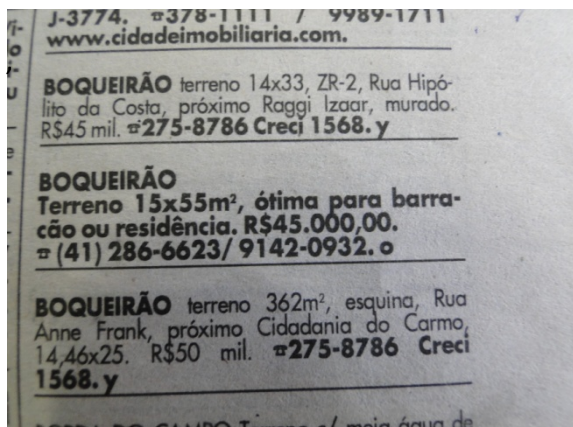 J-3774. ☎378-1111 / 9989-1711
www.cidadeimobiliaria.com.
BOQUEIRÃO terreno 14x33, ZR-2, Rua Hipó-
lito da Costa, próximo Raggi Izaar, murado.
R$45 mil. ☎275-8786 Creci 1568. y
BOQUEIRÃO
Terreno 15x55m², ótima para barra-
cão ou residência. R$45.000,00.
☎ (41) 286-6623/ 9142-0932. o
BOQUEIRÃO terreno 362m², esquina, Rua
Anne Frank, próximo Cidadania do Carmo,
14,46x25. R$50 mil. ☎275-8786 Creci
1568. y